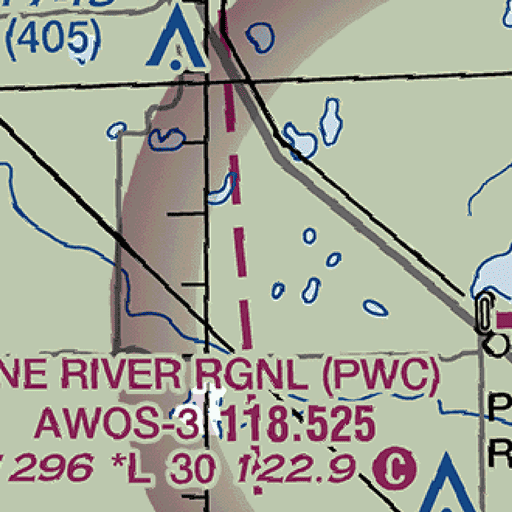 (405)
NE RIVER RGNL (PWC)
AWOS-3 118.525
296 *L 30 122.9 C
P
R